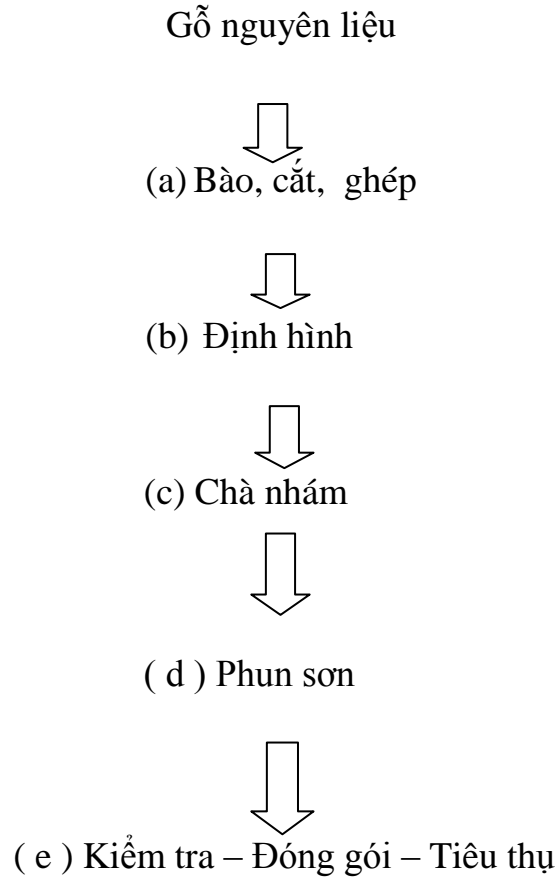 Gỗ nguyên liệu
(a) Bào, cắt, ghép
(b) Định hình
(c) Chà nhám
( d ) Phun sơn
( e ) Kiểm tra – Đóng gói – Tiêu thụ